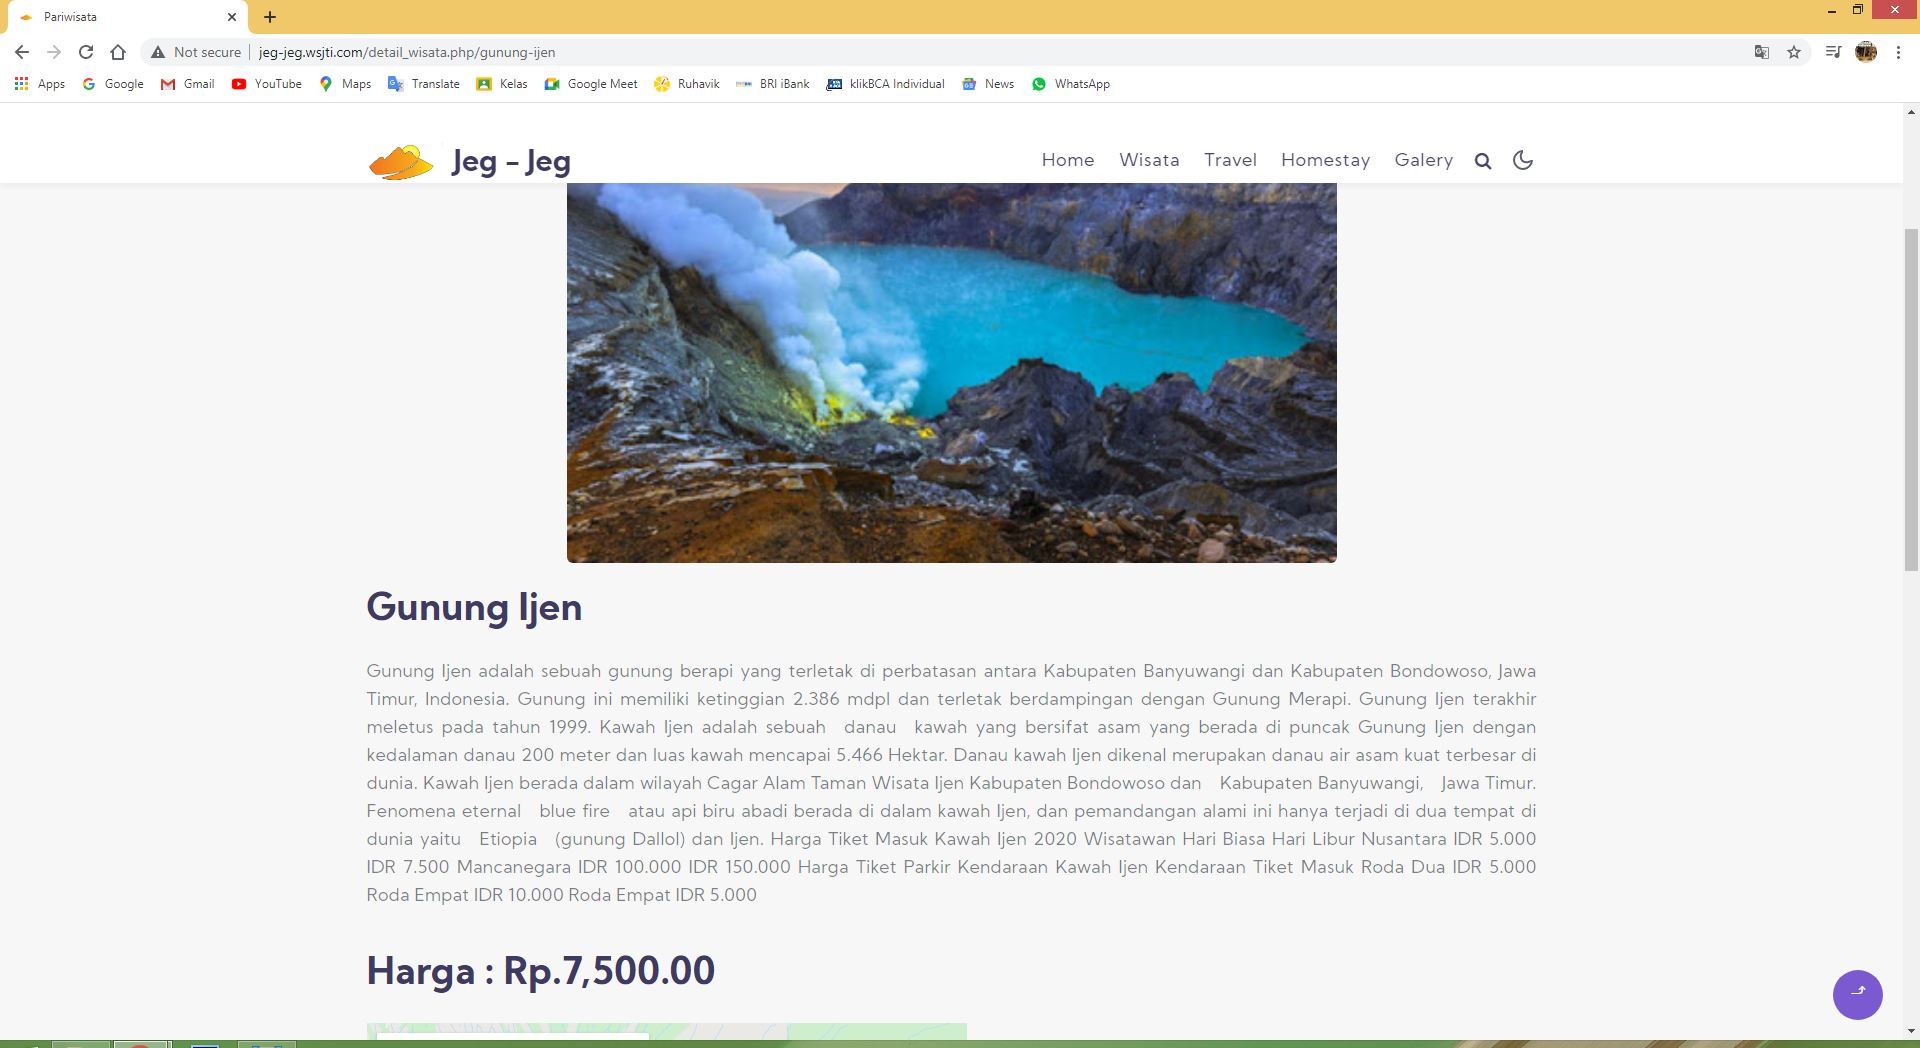 Pariwisata
Not secure
jeg-jeg.wsjti.com/detail_wisata.php/gunung-ijen
Apps Google Gmail YouTube Maps Translate Kelas Google Meet Ruhavik BRI iBank klikBCA Individual News WhatsApp
Jeg - Jeg
Home Wisata Travel Homestay Galery
Gunung Ijen
Gunung Ijen adalah sebuah gunung berapi yang terletak di perbatasan antara Kabupaten Banyuwangi dan Kabupaten Bondowoso, Jawa
Timur, Indonesia. Gunung ini memiliki ketinggian 2.386 mdpl dan terletak berdampingan dengan Gunung Merapi. Gunung Ijen terakhir
meletus pada tahun 1999. Kawah Ijen adalah sebuah danau kawah yang bersifat asam yang berada di puncak Gunung Ijen dengan
kedalaman danau 200 meter dan luas kawah mencapai 5.466 Hektar. Danau kawah Ijen dikenal merupakan danau air asam kuat terbesar di
dunia. Kawah Ijen berada dalam wilayah Cagar Alam Taman Wisata Ijen Kabupaten Bondowoso dan Kabupaten Banyuwangi, Jawa Timur.
Fenomena eternal blue fire atau api biru abadi berada di dalam kawah Ijen, dan pemandangan alami ini hanya terjadi di dua tempat di
dunia yaitu Etiopia (gunung Dallol) dan Ijen. Harga Tiket Masuk Kawah Ijen 2020 Wisatawan Hari Biasa Hari Libur Nusantara IDR 5.000
IDR 7.500 Mancanegara IDR 100.000 IDR 150.000 Harga Tiket Parkir Kendaraan Kawah Ijen Kendaraan Tiket Masuk Roda Dua IDR 5.000
Roda Empat IDR 10.000 Roda Empat IDR 5.000
Harga : Rp.7,500.00